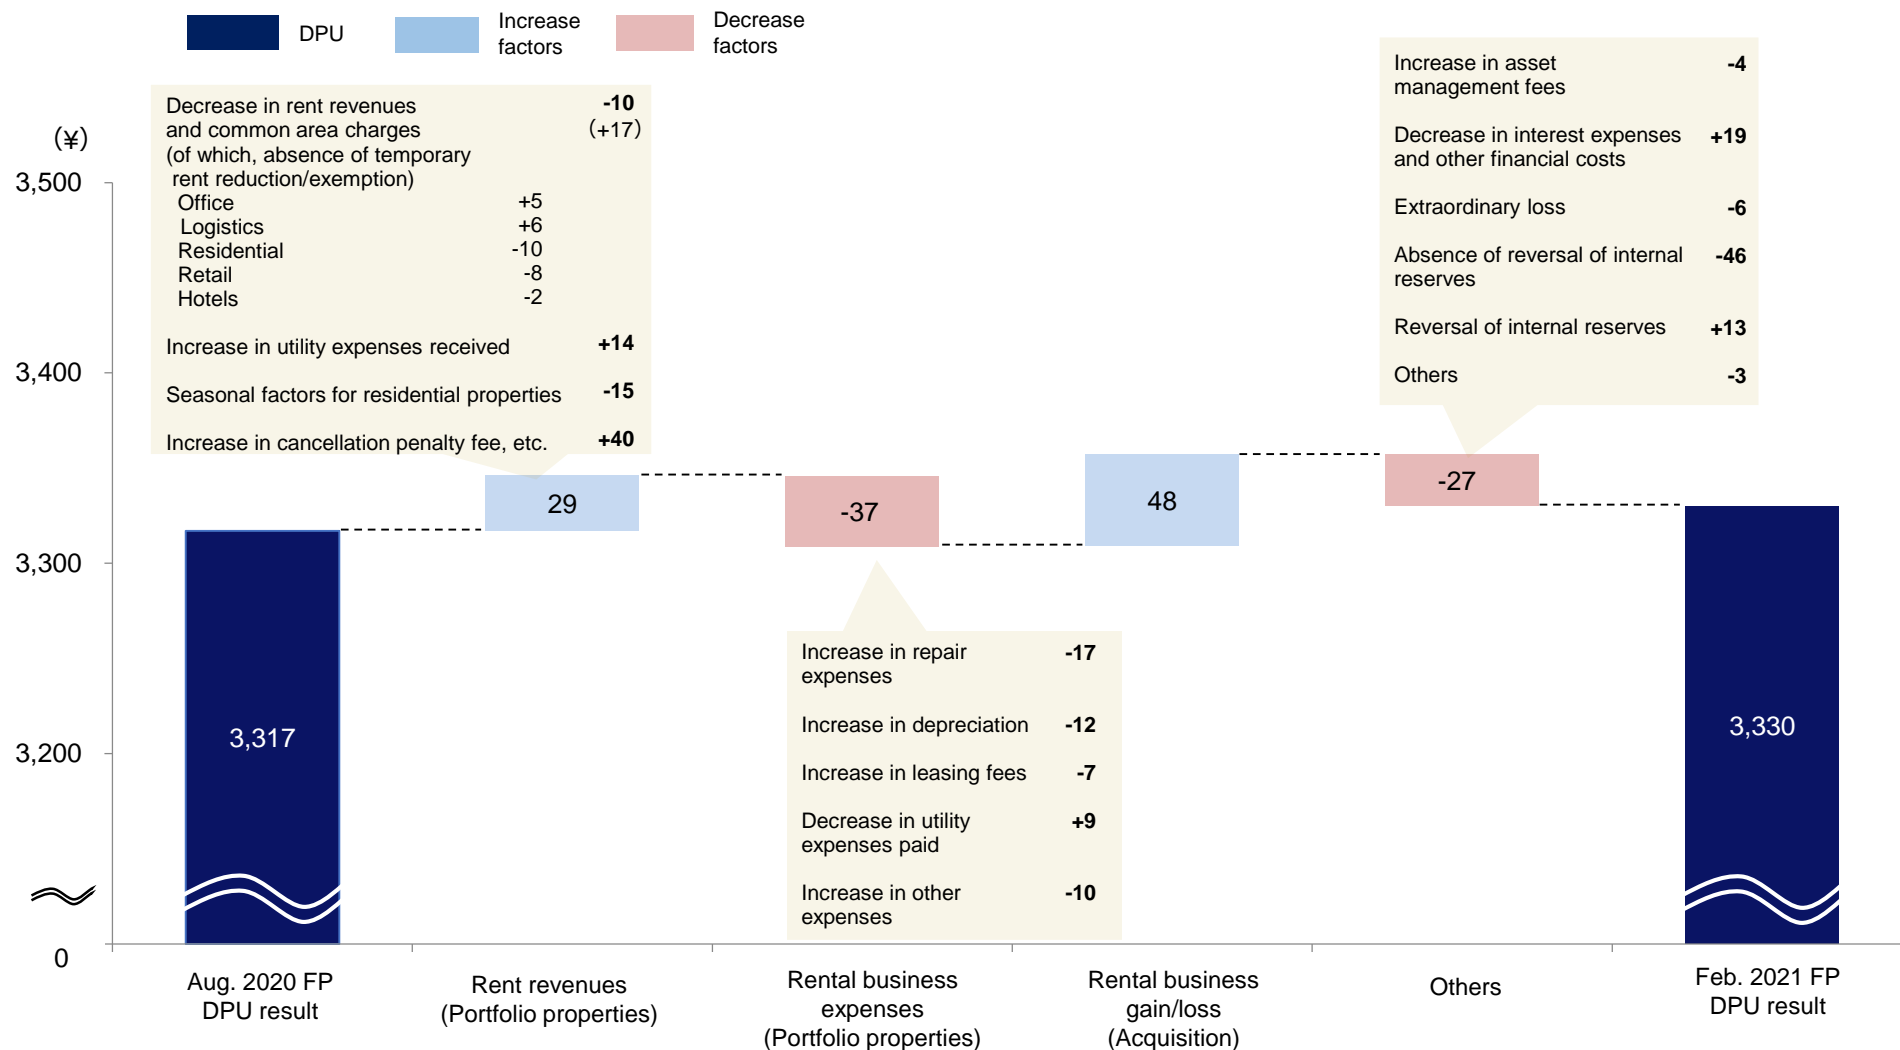 DPU
Increase
factors
Decrease
factors
(¥)
3,500
3,400
3,300
3,200
0
Decrease in rent revenues -10
and common area charges (+17)
(of which, absence of temporary
rent reduction/exemption)
Office +5
Logistics +6
Residential -10
Retail -8
Hotels -2
Increase in utility expenses received +14
Seasonal factors for residential properties -15
Increase in cancellation penalty fee, etc. +40
Increase in asset -4
management fees
Decrease in interest expenses +19
and other financial costs
Extraordinary loss -6
Absence of reversal of internal -46
reserves
Reversal of internal reserves +13
Others -3
3,317
29
-37
48
-27
3,330
Increase in repair -17
expenses
Increase in depreciation -12
Increase in leasing fees -7
Decrease in utility +9
expenses paid
Increase in other -10
expenses
Aug. 2020 FP
DPU result
Rent revenues
(Portfolio properties)
Rental business
expenses
(Portfolio properties)
Rental business
gain/loss
(Acquisition)
Others
Feb. 2021 FP
DPU result